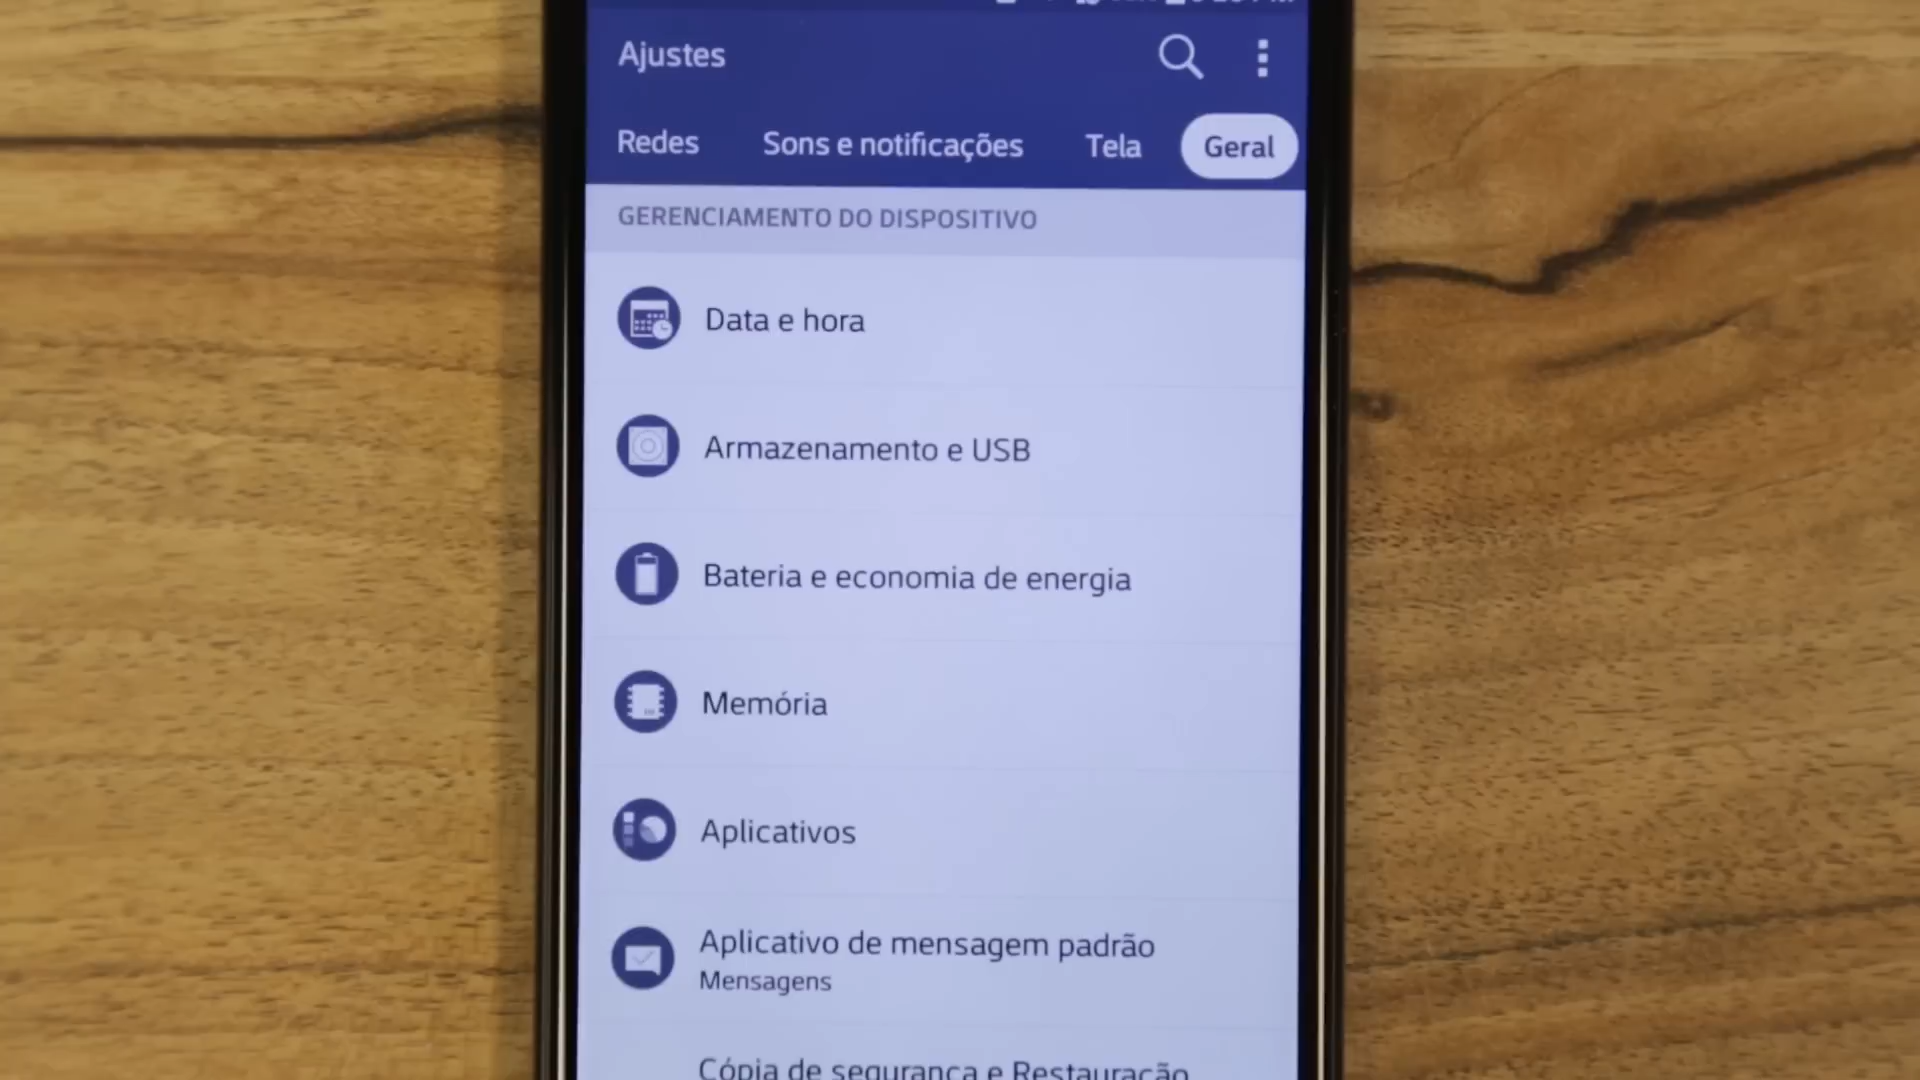 Ajustes
Redes Sons e notificações Tela Geral
GERENCIAMENTO DO DISPOSITIVO
Data e hora
Armazenamento e USB
Bateria e economia de energia
Memória
Aplicativos
Aplicativo de mensagem padrão
Mensagens
Cópia de segurança e Restauração